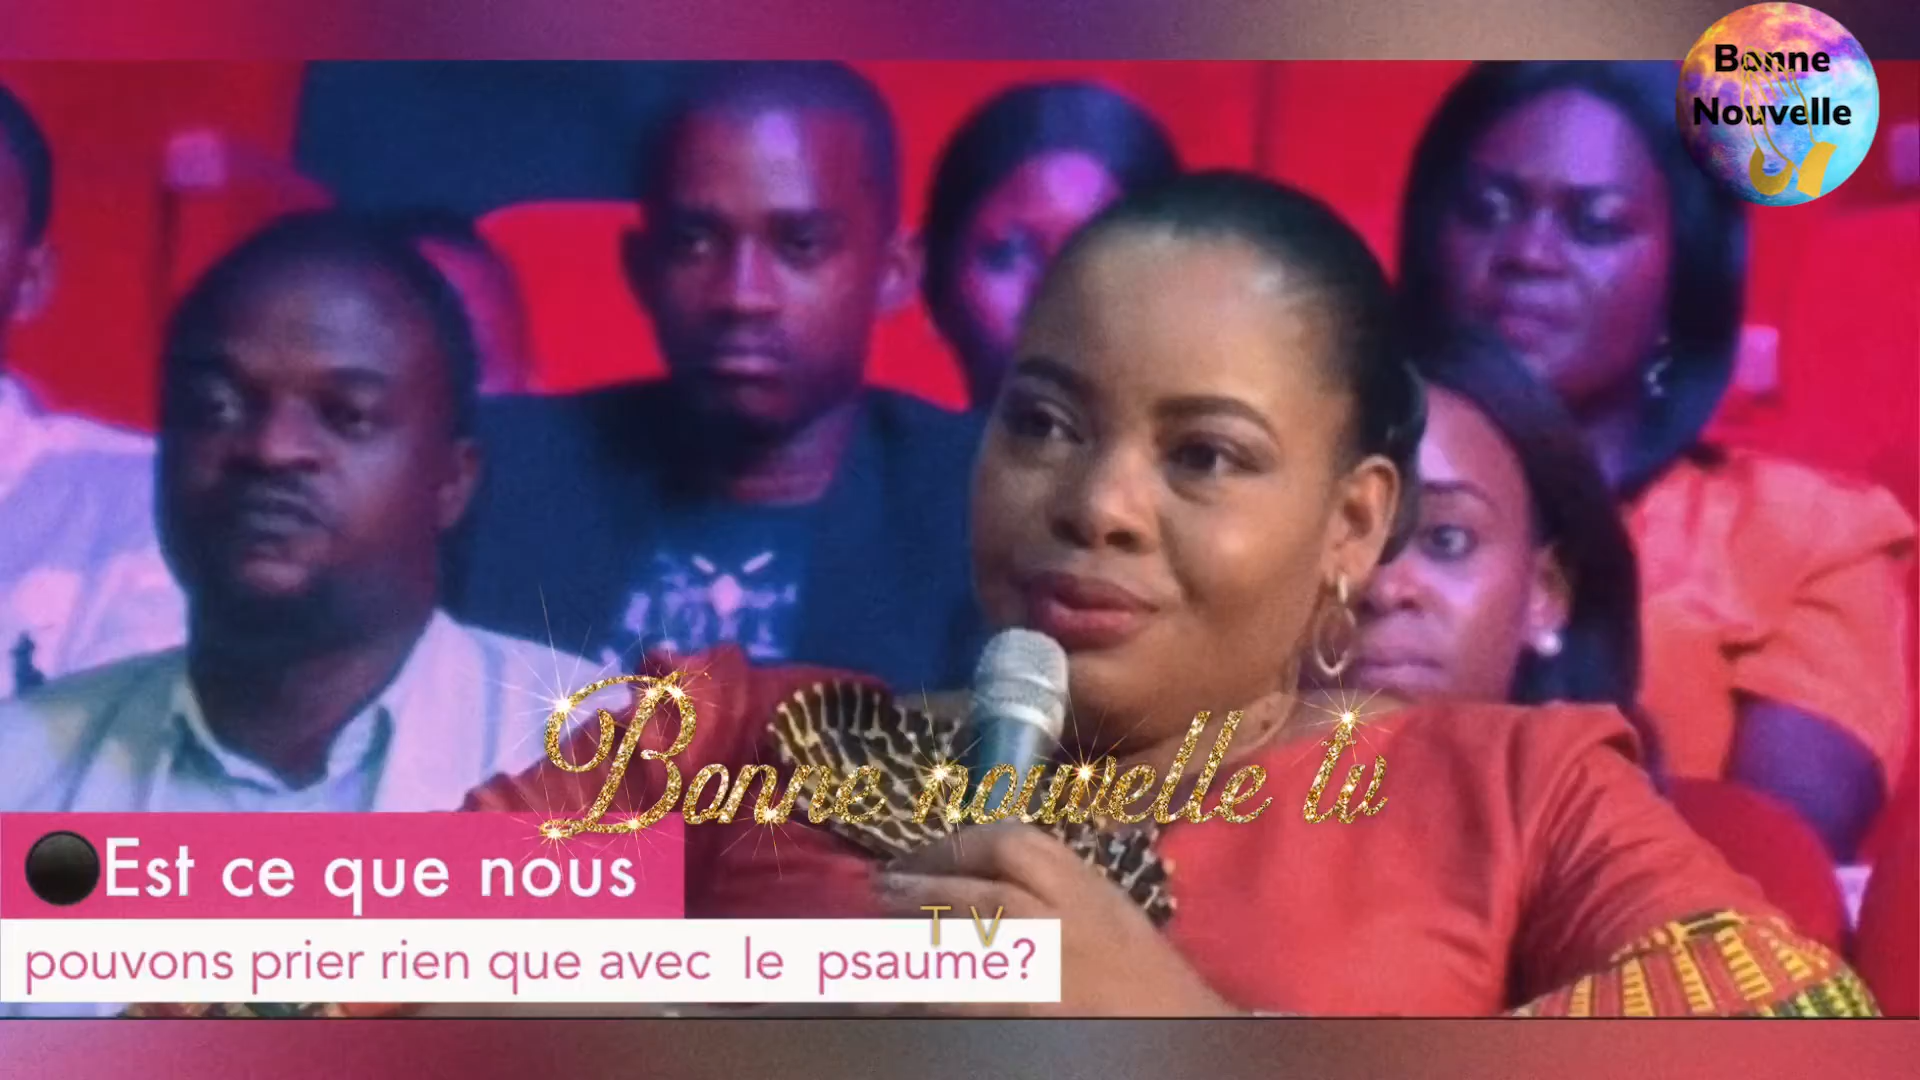 Bonne
Nouvelle
Bonne nouvelle tv
Est ce que nous
TV
pouvons prier rien que avec le psaume?